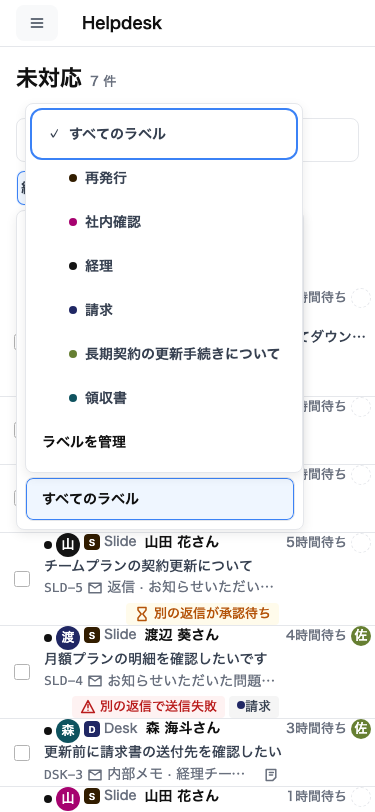 Helpdesk
未対応 7 件
✓ すべてのラベル
再発行
社内確認
経理
請求
長期契約の更新手続きについて
領収書
ラベルを管理
すべてのラベル
時間待ち
てダウン…
時間待ち
時間待ち
山 S Slide 山田 花さん 5時間待ち
チームプランの契約更新について
SLD-5 返信 · お知らせいただい…
別の返信が承認待ち
渡 S Slide 渡辺 葵さん 4時間待ち 佐
月額プランの明細を確認したいです
SLD-4 お知らせいただいた問題…
別の返信で送信失敗 請求
森 D Desk 森 海斗さん 3時間待ち 佐
更新前に請求書の送付先を確認したい
DSK-3 内部メモ · 経理チー…
山 S Slide 山田 花さん 1時間待ち